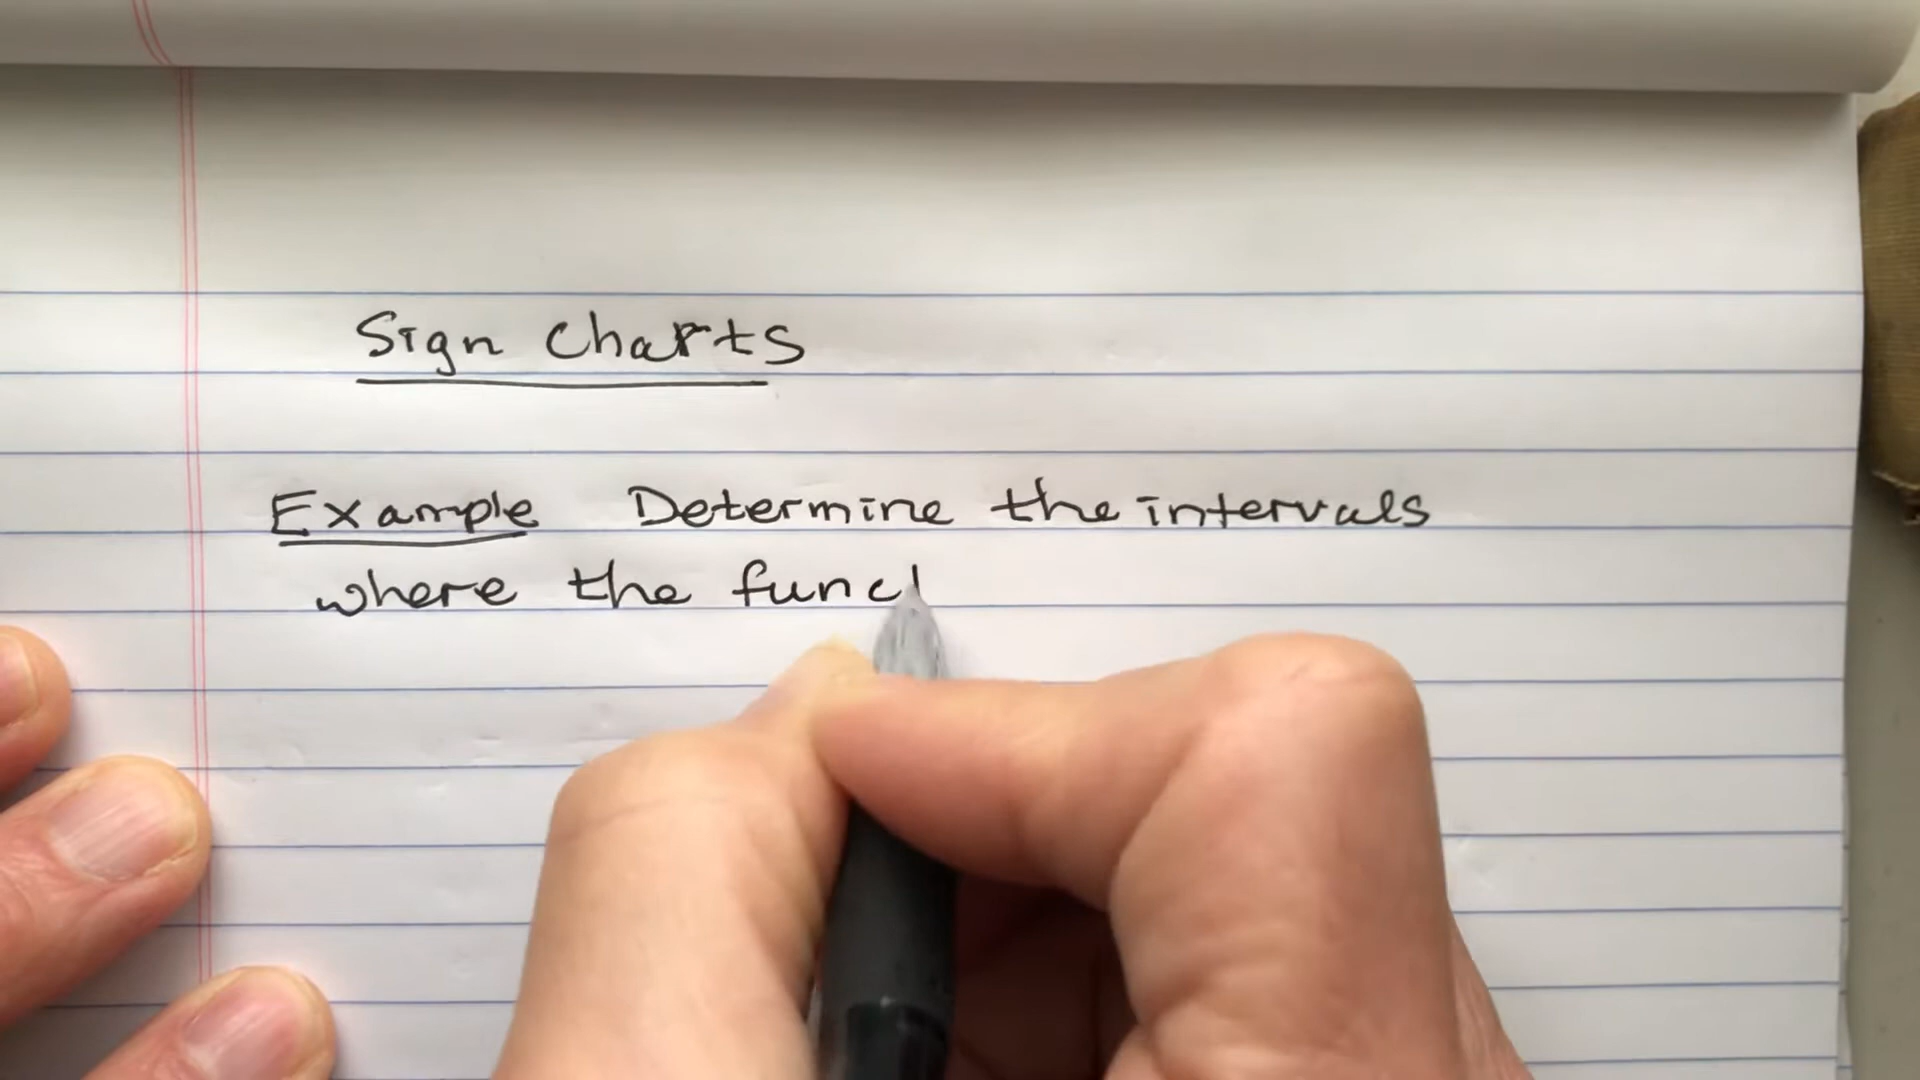 Sign Charts
Example Determine the intervals
where the func